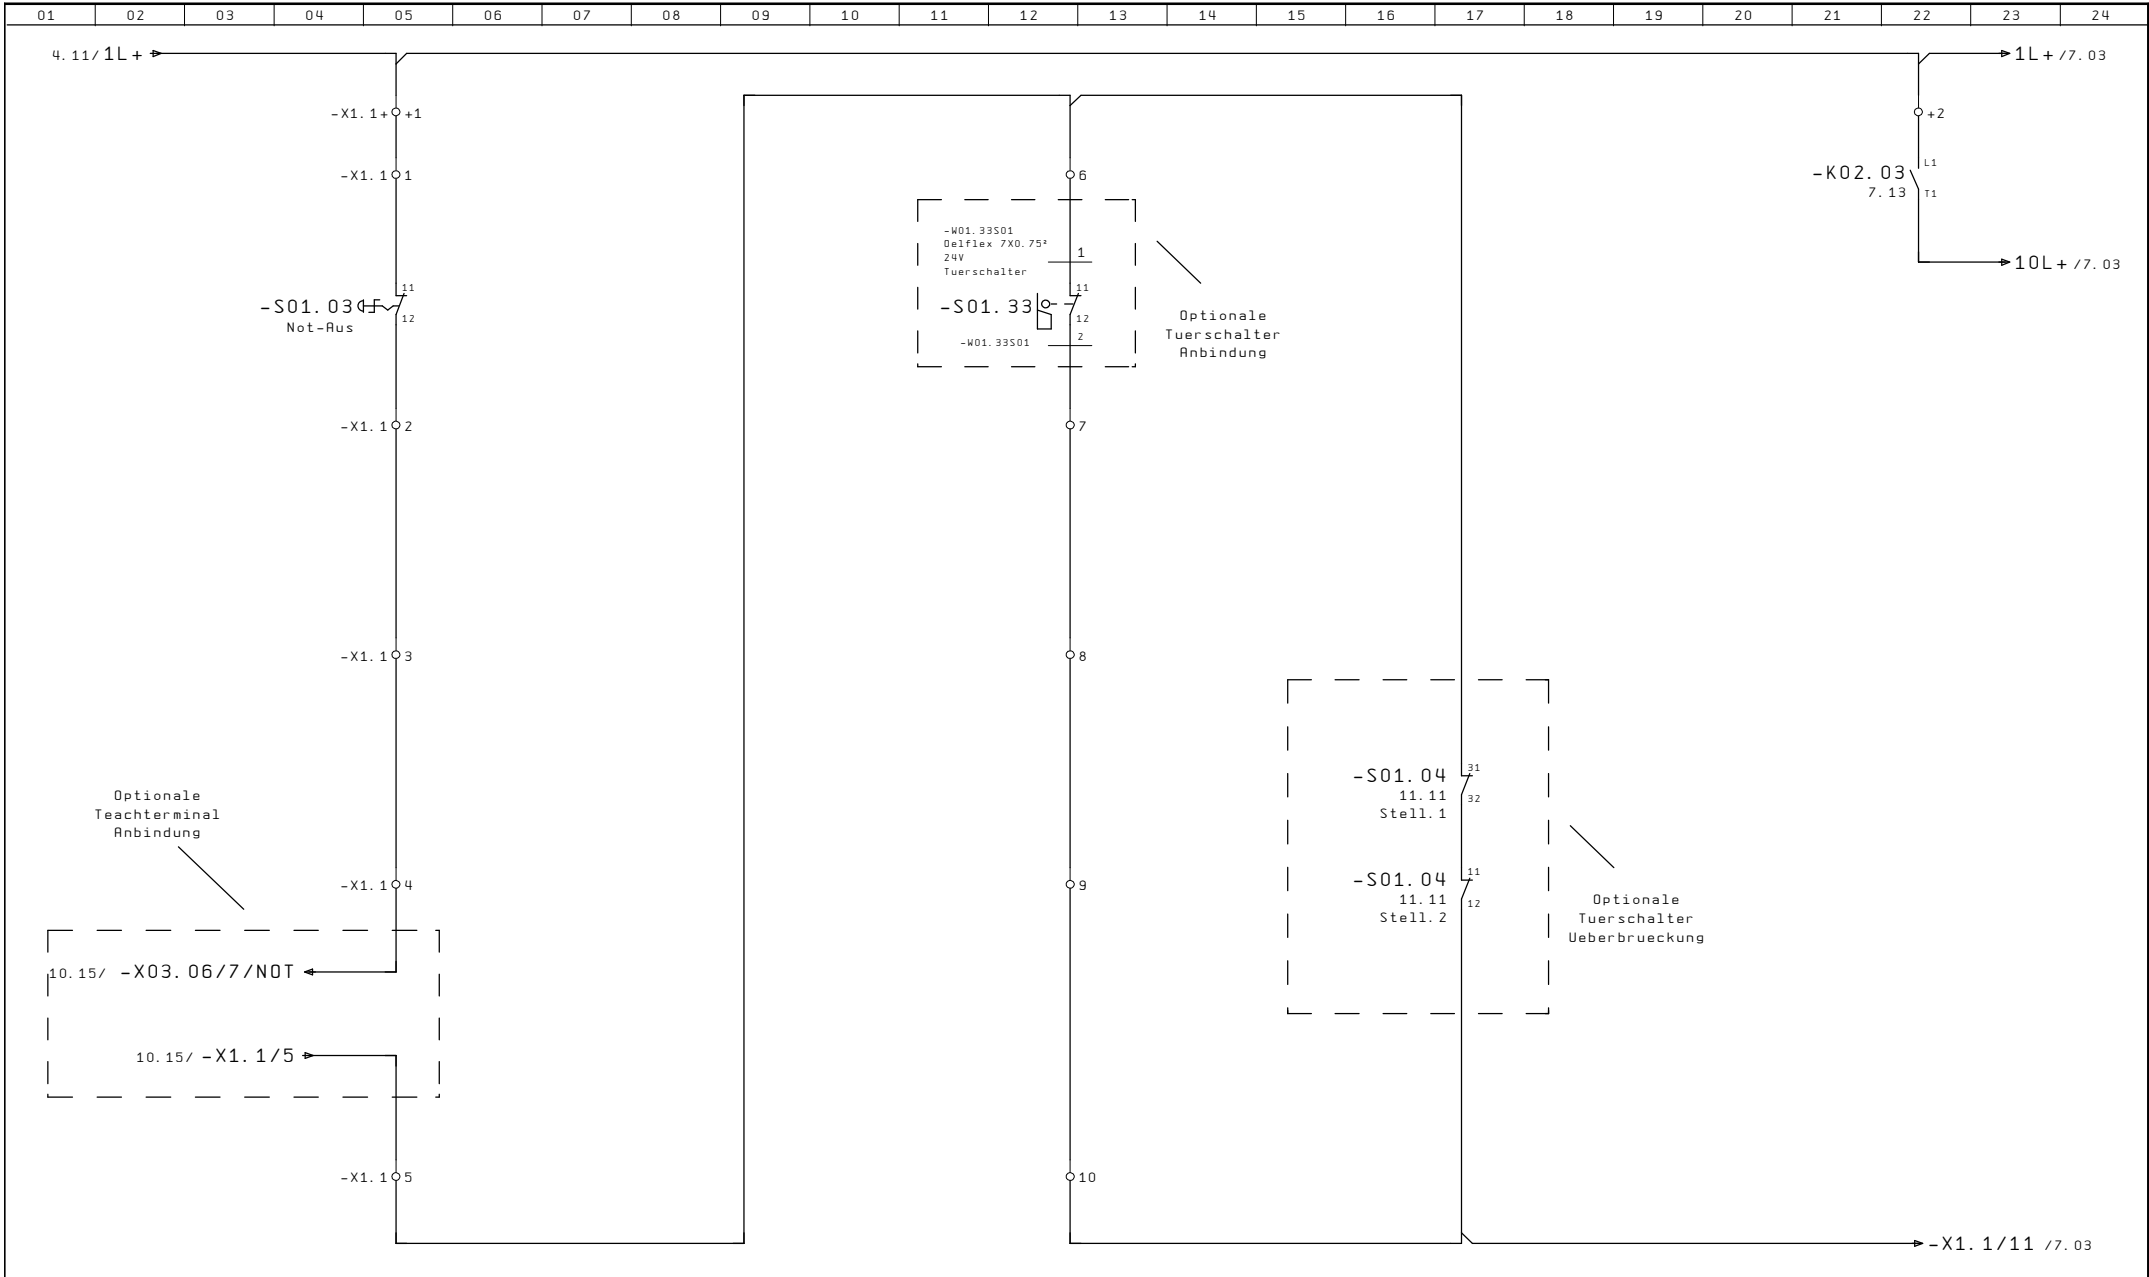 01 02 03 04 05 06 07 08 09 10 11 12 13 14 15 16 17 18 19 20 21 22 23 24
4.11/1L+
1L+/7.03
-X1.1+ +1
+2
-X1.1 1
6
-K02.03
7.13
L1
T1
-W01.33S01
Oelflex 7X0.75²
24V
Tuerschalter
1
10L+/7.03
-S01.03
Not-Aus
11
12
-S01.33
11
12
-W01.33S01
2
Optionale
Tuerschalter
Anbindung
-X1.1 2
7
-X1.1 3
8
-S01.04
11.11
Stell.1
31
32
Optionale
Teachterminal
Anbindung
-X1.1 4
9
-S01.04
11.11
Stell.2
11
12
Optionale
Tuerschalter
Ueberbrueckung
10.15/ -X03.06/7/NOT
10.15/ -X1.1/5
-X1.1 5
10
-X1.1/11 /7.03